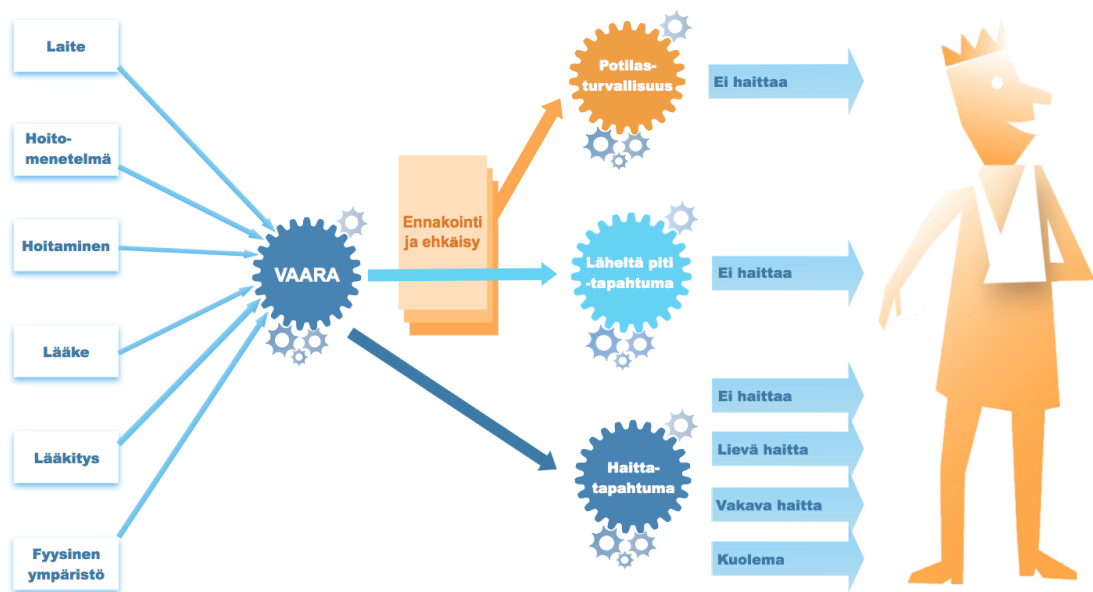 Laite
Hoito-
menetelmä
Hoitaminen
Lääke
Lääkitys
Fyysinen
ympäristö
VAARA
Ennakointi
ja ehkäisy
Potilas-
turvallisuus
Läheltä piti
-tapahtuma
Haitta-
tapahtuma
Ei haittaa
Ei haittaa
Ei haittaa
Lievä haitta
Vakava haitta
Kuolema